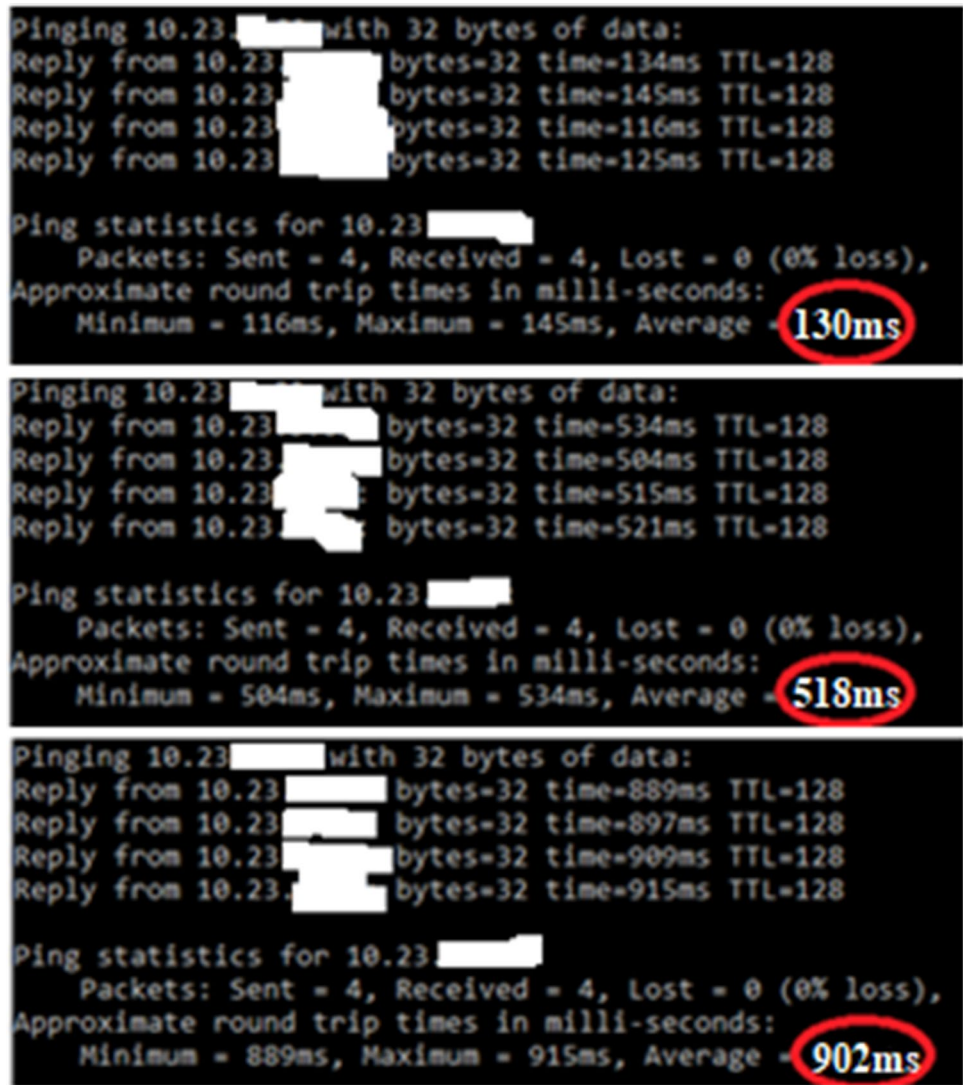 Pinging 10.23. with 32 bytes of data:
Reply from 10.23 bytes=32 time=134ms TTL=128
Reply from 10.23 bytes=32 time=145ms TTL=128
Reply from 10.23 bytes=32 time=116ms TTL=128
Reply from 10.23 bytes=32 time=125ms TTL=128
Ping statistics for 10.23
Packets: Sent = 4, Received = 4, Lost = 0 (0% loss),
Approximate round trip times in milli-seconds:
Minimum = 116ms, Maximum = 145ms, Average = 130ms
Pinging 10.23 with 32 bytes of data:
Reply from 10.23 bytes=32 time=534ms TTL=128
Reply from 10.23. bytes=32 time=504ms TTL=128
Reply from 10.23 : bytes=32 time=515ms TTL=128
Reply from 10.23. bytes=32 time=521ms TTL=128
Ping statistics for 10.23
Packets: Sent = 4, Received = 4, Lost = 0 (0% loss),
Approximate round trip times in milli-seconds:
Minimum = 504ms, Maximum = 534ms, Average = 518ms
Pinging 10.23 with 32 bytes of data:
Reply from 10.23 bytes=32 time=889ms TTL=128
Reply from 10.23 bytes=32 time=897ms TTL=128
Reply from 10.23 bytes=32 time=909ms TTL=128
Reply from 10.23. bytes=32 time=915ms TTL=128
Ping statistics for 10.23.
Packets: Sent = 4, Received = 4, Lost = 0 (0% loss),
Approximate round trip times in milli-seconds:
Minimum = 889ms, Maximum = 915ms, Average = 902ms